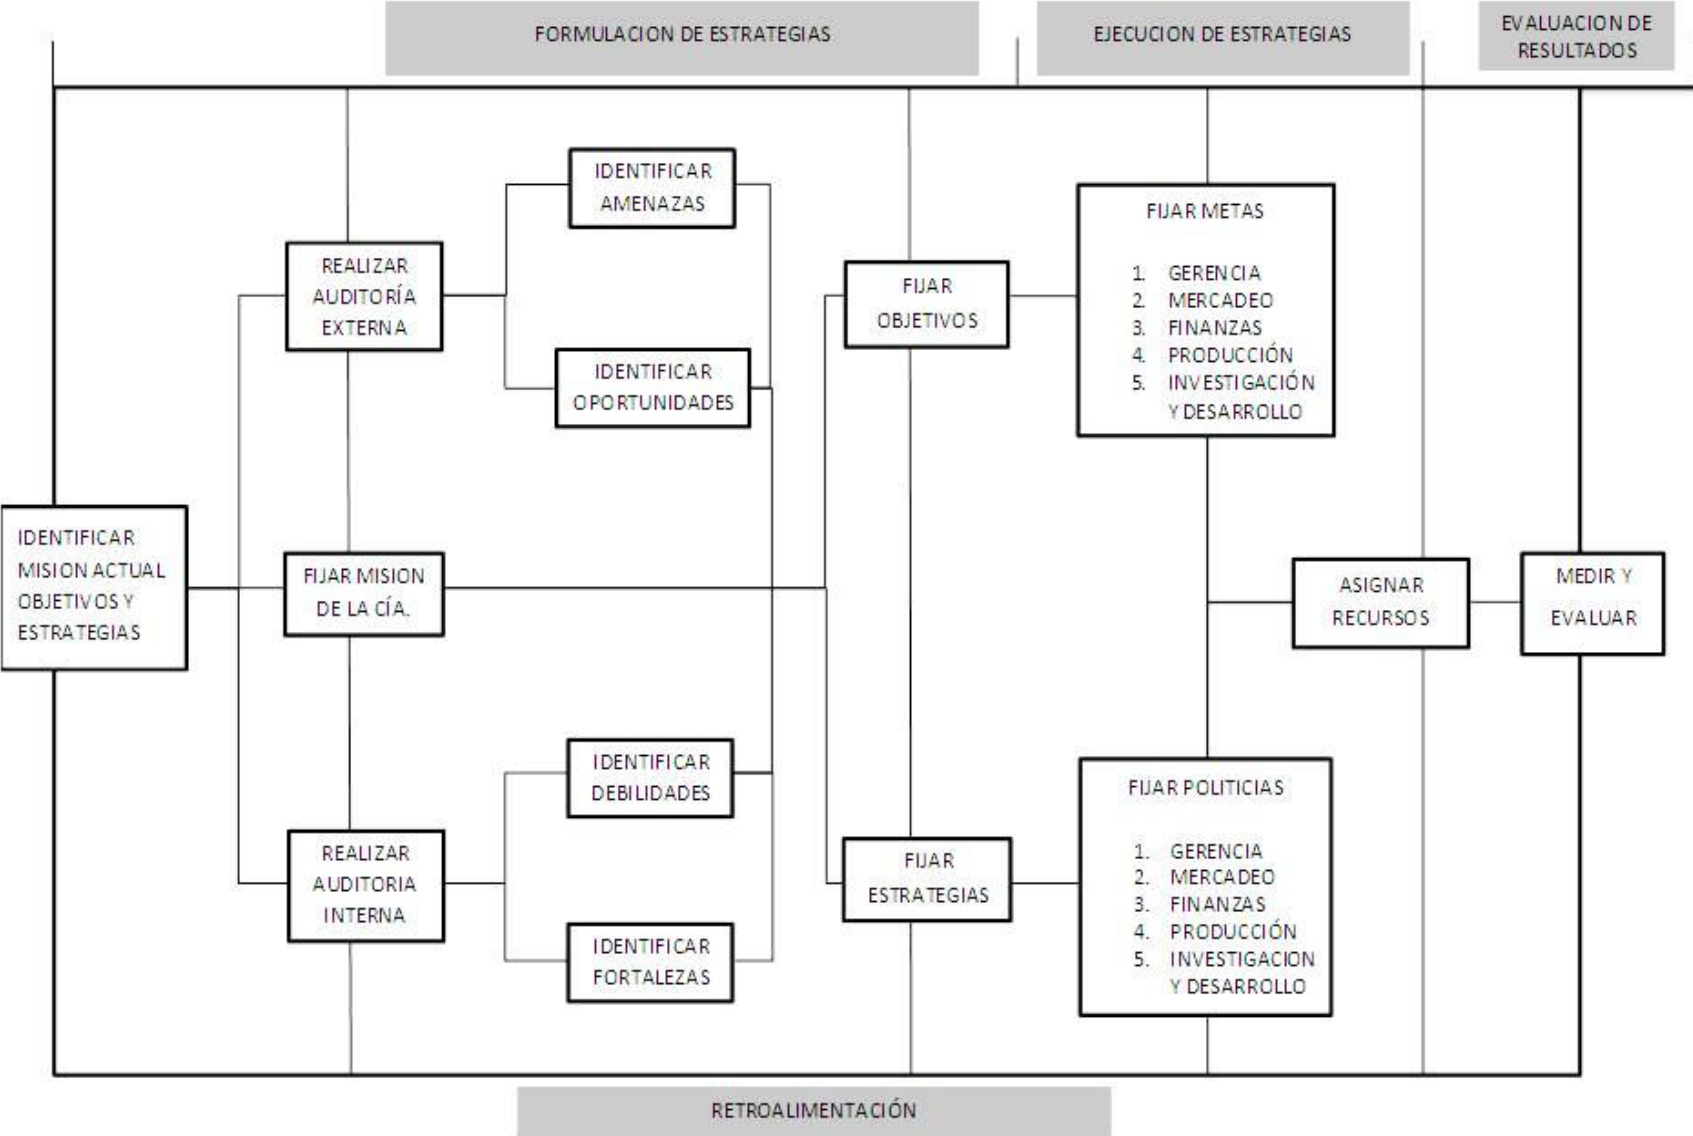 FORMULACION DE ESTRATEGIAS
EJECUCION DE ESTRATEGIAS
EVALUACION DE
RESULTADOS
IDENTIFICAR
MISION ACTUAL
OBJETIVOS Y
ESTRATEGIAS
REALIZAR
AUDITORÍA
EXTERNA
FIJAR MISION
DE LA CÍA.
REALIZAR
AUDITORIA
INTERNA
IDENTIFICAR
AMENAZAS
IDENTIFICAR
OPORTUNIDADES
IDENTIFICAR
DEBILIDADES
IDENTIFICAR
FORTALEZAS
FIJAR
OBJETIVOS
FIJAR
ESTRATEGIAS
FIJAR METAS
1. GERENCIA
2. MERCADEO
3. FINANZAS
4. PRODUCCIÓN
5. INVESTIGACIÓN
Y DESARROLLO
FIJAR POLITICIAS
1. GERENCIA
2. MERCADEO
3. FINANZAS
4. PRODUCCIÓN
5. INVESTIGACION
Y DESARROLLO
ASIGNAR
RECURSOS
MEDIR Y
EVALUAR
RETROALIMENTACIÓN